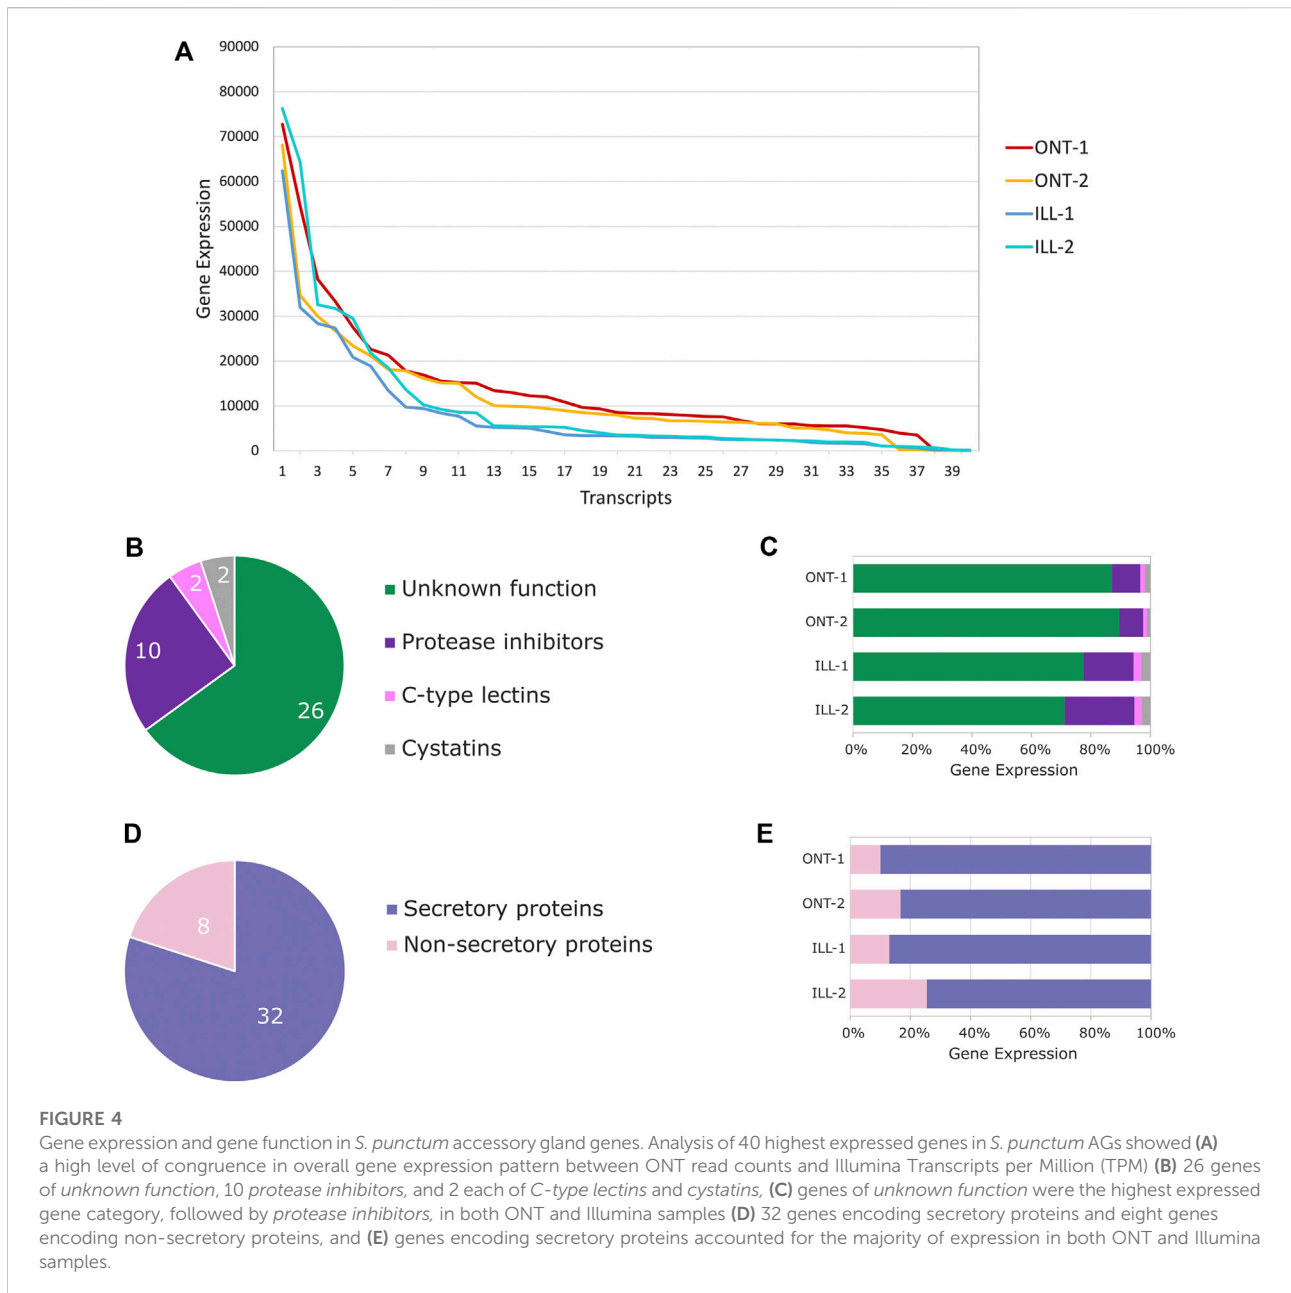 A
90000
80000
70000
60000
50000
40000
30000
20000
10000
0
Gene Expression
1 3 5 7 9 11 13 15 17 19 21 23 25 27 29 31 33 35 37 39
Transcripts
ONT-1
ONT-2
ILL-1
ILL-2
B
2 2
10
26
Unknown function
Protease inhibitors
C-type lectins
Cystatins
C
ONT-1
ONT-2
ILL-1
ILL-2
0% 20% 40% 60% 80% 100%
Gene Expression
D
8
32
Secretory proteins
Non-secretory proteins
E
ONT-1
ONT-2
ILL-1
ILL-2
0% 20% 40% 60% 80% 100%
Gene Expression
FIGURE 4
Gene expression and gene function in S. punctum accessory gland genes. Analysis of 40 highest expressed genes in S. punctum AGs showed (A)
a high level of congruence in overall gene expression pattern between ONT read counts and Illumina Transcripts per Million (TPM) (B) 26 genes
of unknown function, 10 protease inhibitors, and 2 each of C-type lectins and cystatins, (C) genes of unknown function were the highest expressed
gene category, followed by protease inhibitors, in both ONT and Illumina samples (D) 32 genes encoding secretory proteins and eight genes
encoding non-secretory proteins, and (E) genes encoding secretory proteins accounted for the majority of expression in both ONT and Illumina
samples.